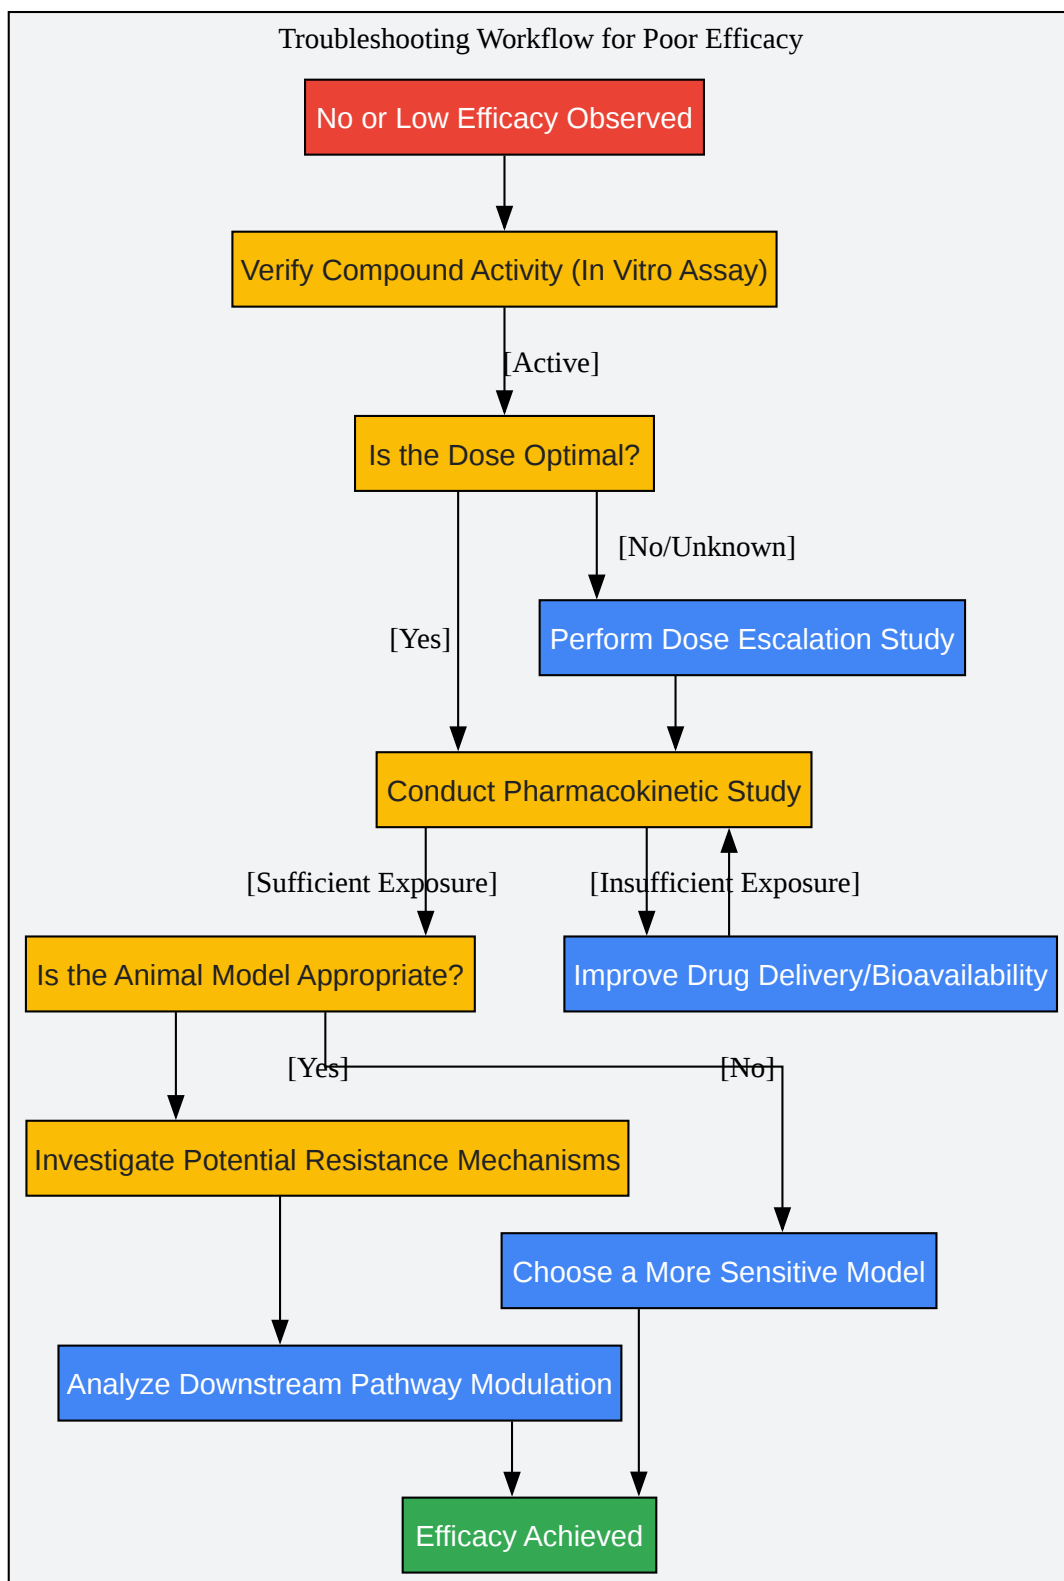 Troubleshooting Workflow for Poor Efficacy
No or Low Efficacy Observed
Verify Compound Activity (In Vitro Assay)
[Active]
Is the Dose Optimal?
[No/Unknown]
[Yes]
Perform Dose Escalation Study
Conduct Pharmacokinetic Study
[Sufficient Exposure]
[Insufficient Exposure]
Is the Animal Model Appropriate?
Improve Drug Delivery/Bioavailability
[Yes]
[No]
Investigate Potential Resistance Mechanisms
Choose a More Sensitive Model
Analyze Downstream Pathway Modulation
Efficacy Achieved